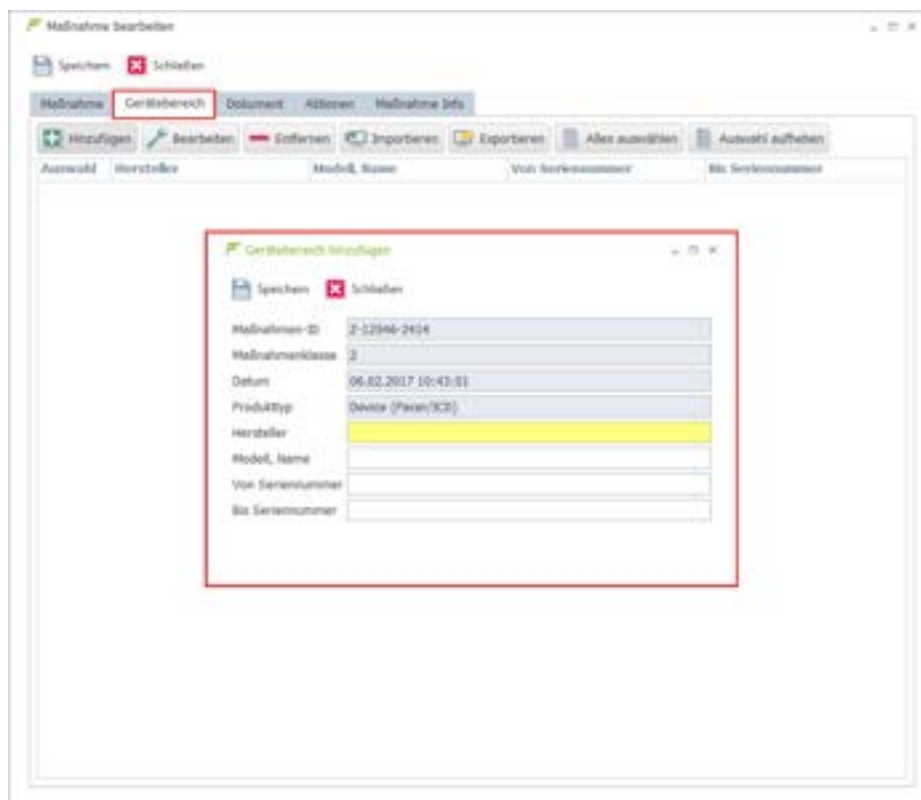 Maßnahme bearbeiten
Speichern Schließen
Maßnahme Gerätebereich Dokument Aktionen Maßnahme Info
Hinzufügen Bearbeiten Entfernen Importieren Exportieren Alles auswählen Auswahl aufheben
Auswahl Hersteller Modell, Name Von Seriennummer Bis Seriennummer
Gerätebereich hinzufügen
Speichern Schließen
Maßnahmen-ID 2-12946-2414
Maßnahmenklasse 2
Datum 06.02.2017 10:43:01
Produkttyp Device (Pacer/ICD)
Hersteller
Modell, Name
Von Seriennummer
Bis Seriennummer